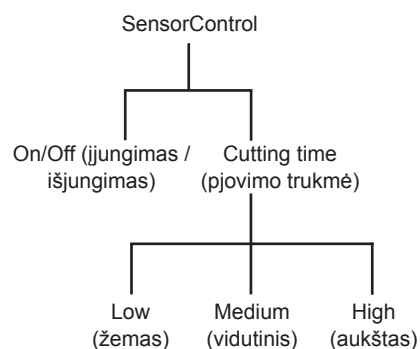 SensorControl
On/Off (įjungimas /
išjungimas)
Cutting time
(pjovimo trukmė)
Low
(žemas)
Medium
(vidutinis)
High
(aukštas)